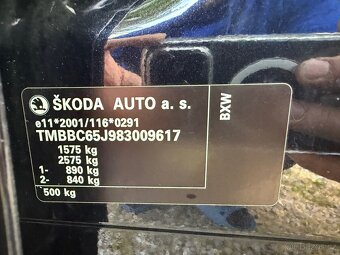 ŠKODA AUTO a. s.
e11*2001/116*0291
TMBBC65J983009617
1575 kg
2575 kg
1- 890 kg
2- 840 kg
500 kg
BXW